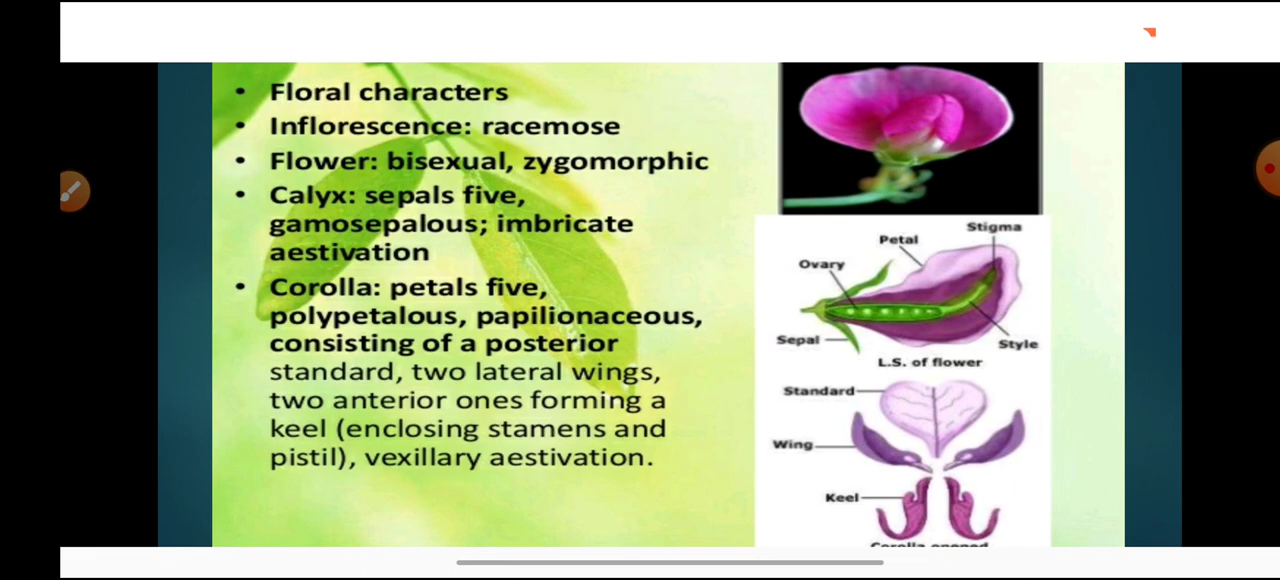 • Floral characters
• Inflorescence: racemose
• Flower: bisexual, zygomorphic
• Calyx: sepals five,
gamosepalous; imbricate
aestivation
• Corolla: petals five,
polypetalous, papilionaceous,
consisting of a posterior
standard, two lateral wings,
two anterior ones forming a
keel (enclosing stamens and
pistil), vexillary aestivation.
Stigma
Petal
Ovary
Sepal
Style
L.S. of flower
Standard
Wing
Keel
Corolla opened